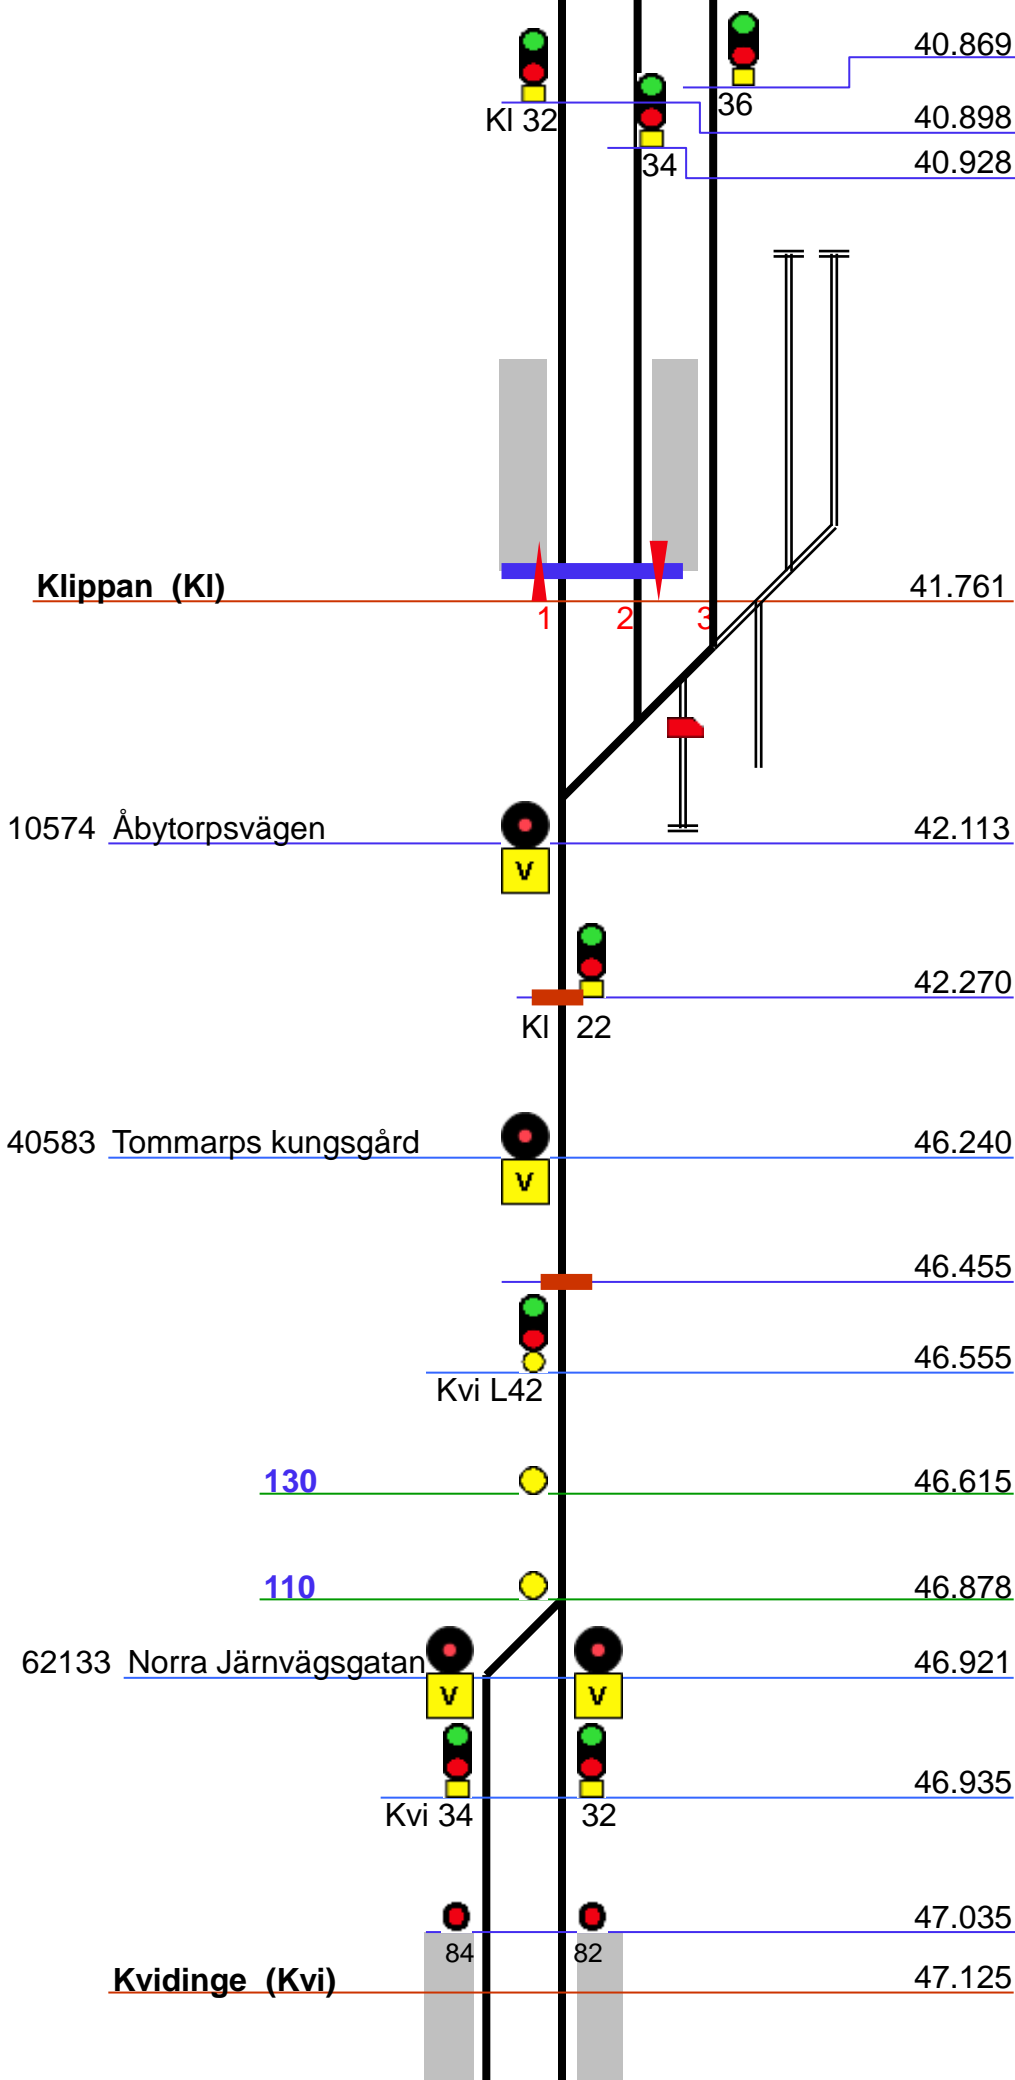 40.869
36
Kl 32
40.898
34
40.928
Klippan (Kl)
41.761
1
2
3
10574 Åbytorpsvägen
42.113
V
42.270
Kl 22
40583 Tommarps kungsgård
46.240
V
46.455
46.555
Kvi L42
130
46.615
110
46.878
62133 Norra Järnvägsgatan
46.921
V
V
46.935
Kvi 34
32
47.035
84
82
Kvidinge (Kvi)
47.125